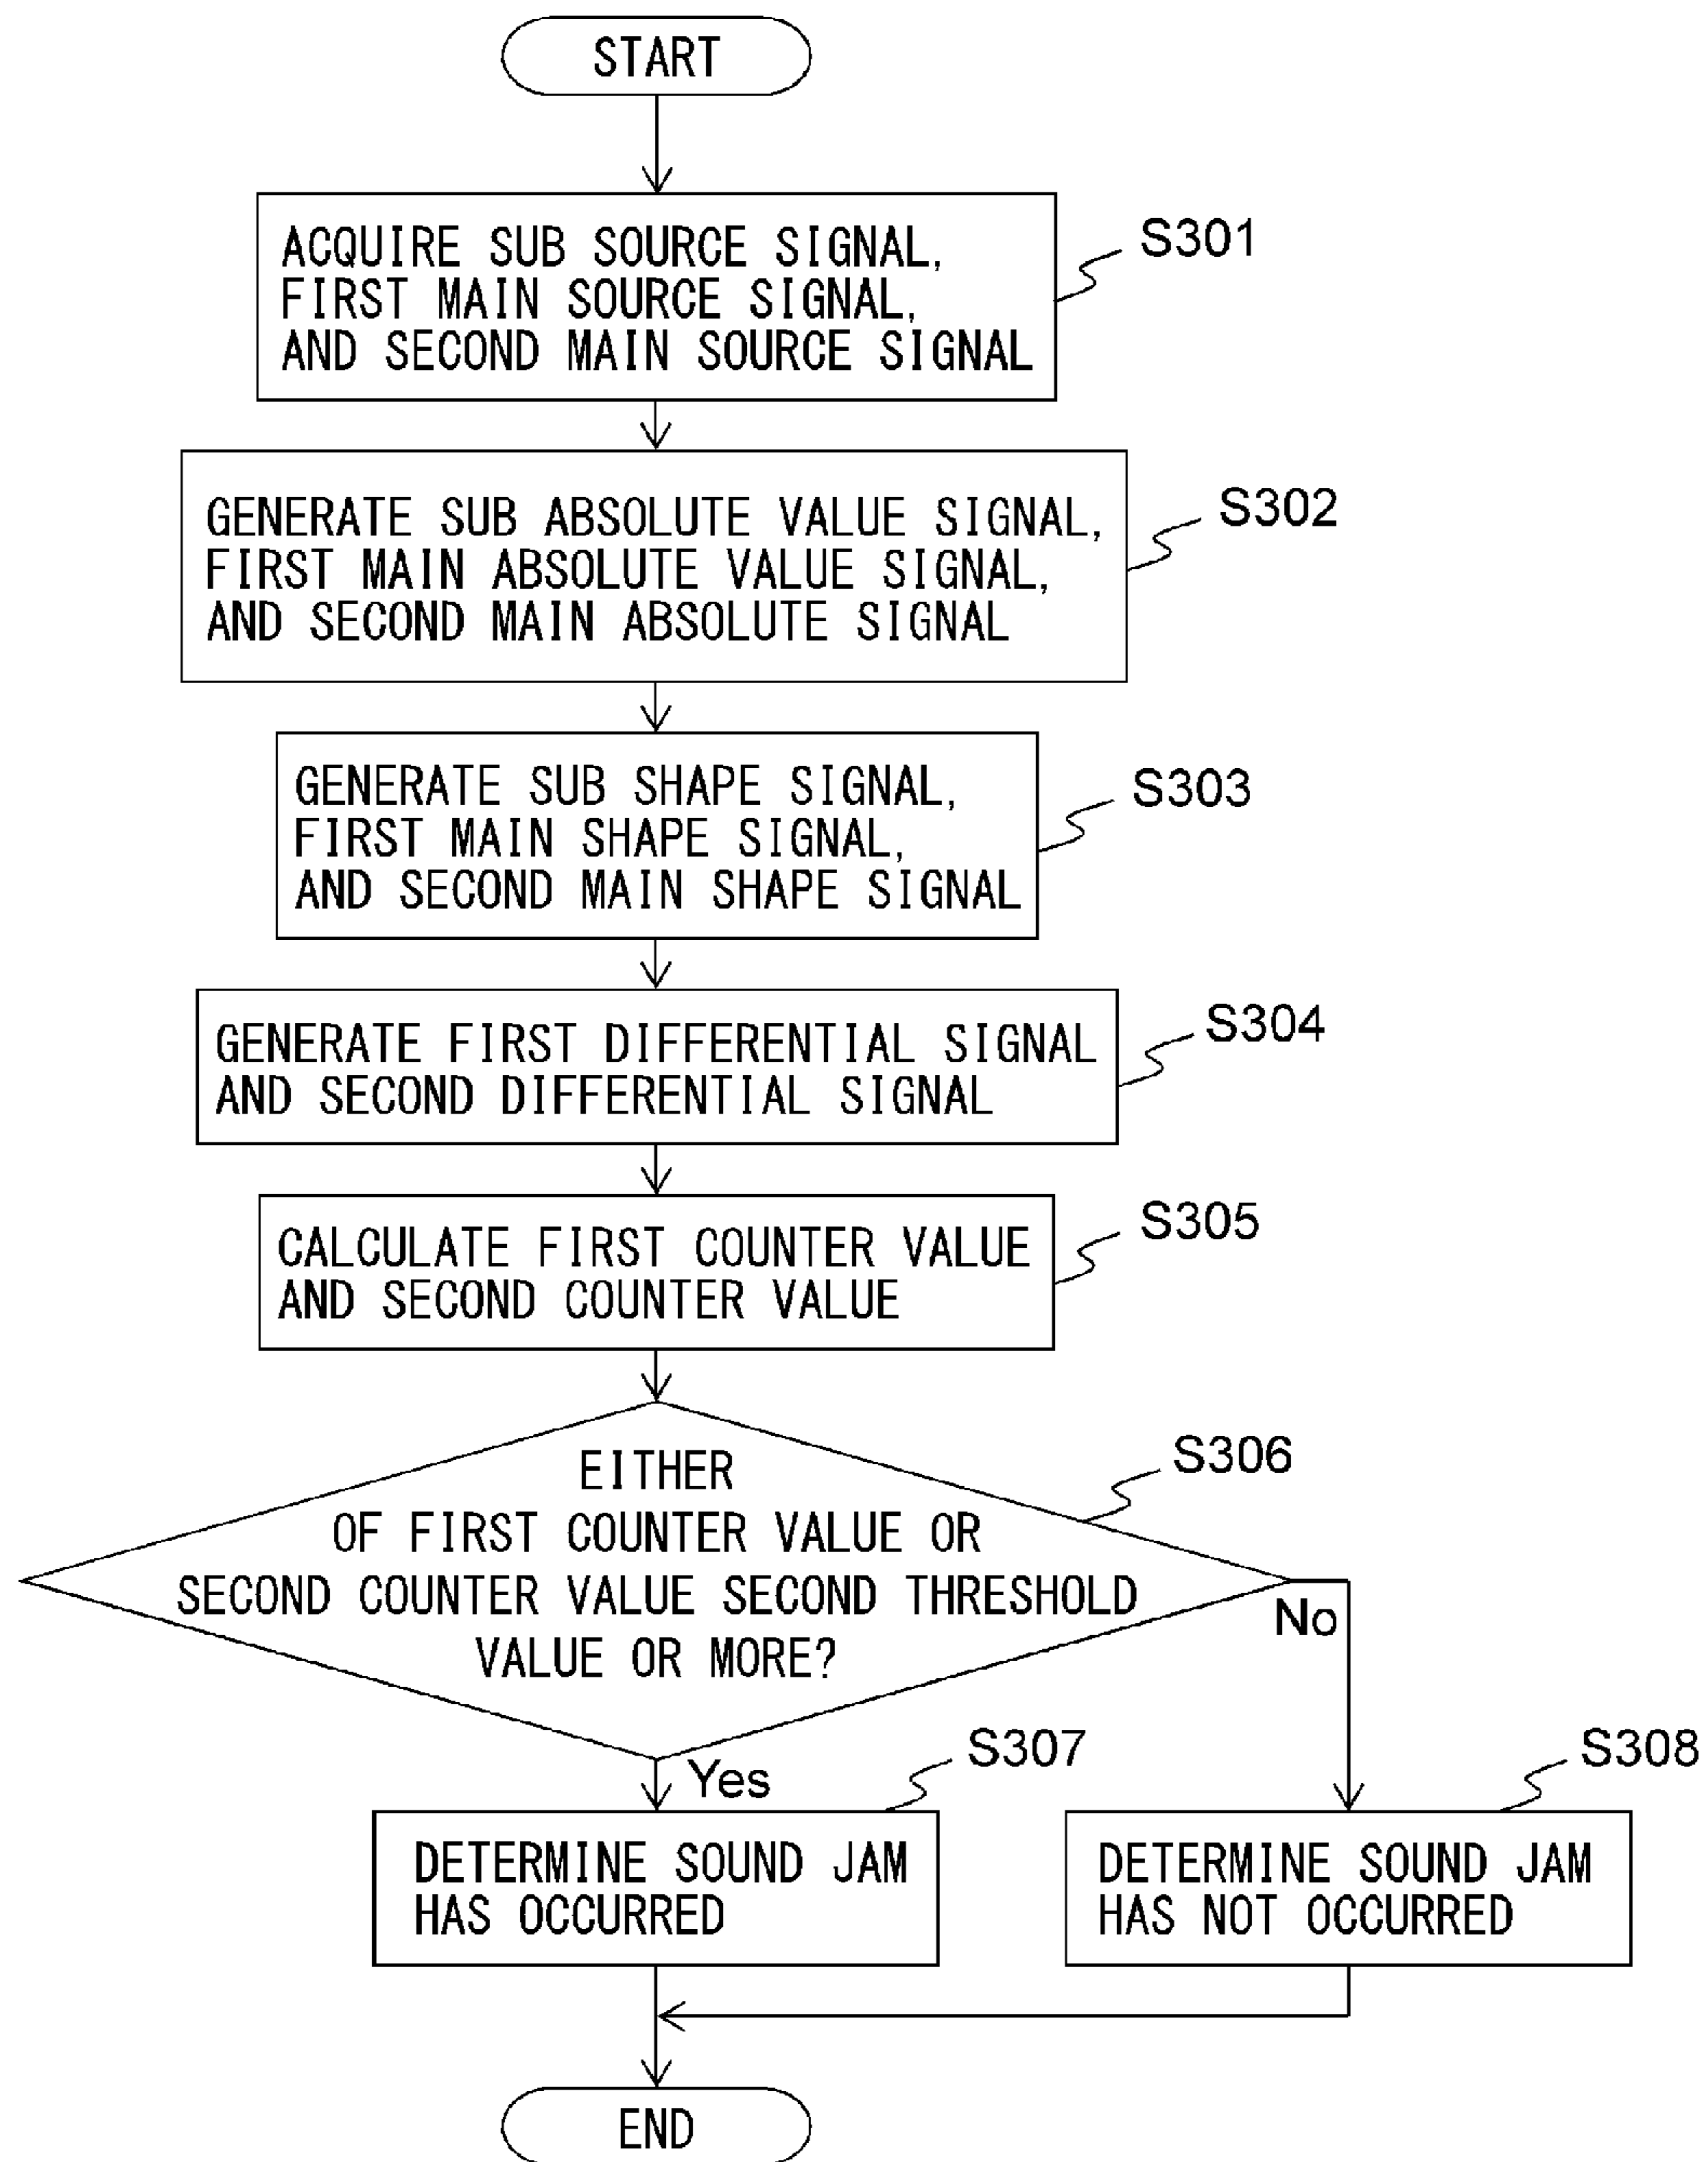 START
ACQUIRE SUB SOURCE SIGNAL,
FIRST MAIN SOURCE SIGNAL,
AND SECOND MAIN SOURCE SIGNAL
S301
GENERATE SUB ABSOLUTE VALUE SIGNAL,
FIRST MAIN ABSOLUTE VALUE SIGNAL,
AND SECOND MAIN ABSOLUTE SIGNAL
S302
GENERATE SUB SHAPE SIGNAL,
FIRST MAIN SHAPE SIGNAL,
AND SECOND MAIN SHAPE SIGNAL
S303
GENERATE FIRST DIFFERENTIAL SIGNAL
AND SECOND DIFFERENTIAL SIGNAL
S304
CALCULATE FIRST COUNTER VALUE
AND SECOND COUNTER VALUE
S305
EITHER
OF FIRST COUNTER VALUE OR
SECOND COUNTER VALUE SECOND THRESHOLD
VALUE OR MORE?
S306
No
Yes
S307
DETERMINE SOUND JAM
HAS OCCURRED
S308
DETERMINE SOUND JAM
HAS NOT OCCURRED
END